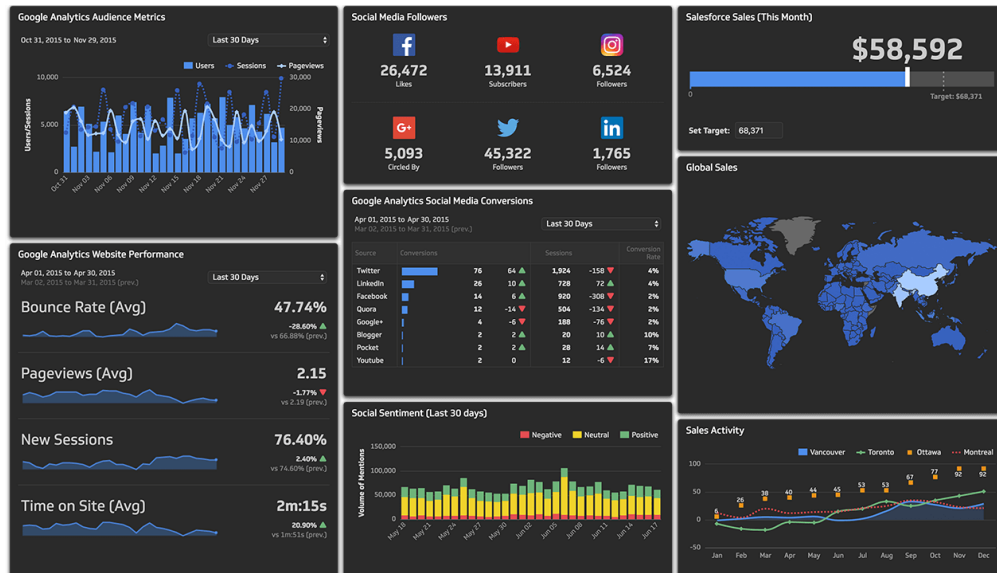 Google Analytics Audience Metrics
Oct 31, 2015 to Nov 29, 2015
Last 30 Days
Users
Sessions
Pageviews
10,000
5,000
0
Users/Sessions
30,000
20,000
10,000
0
Pageviews
Oct 31
Nov 03
Nov 06
Nov 09
Nov 12
Nov 15
Nov 18
Nov 21
Nov 24
Nov 27
Google Analytics Website Performance
Apr 01, 2015 to Apr 30, 2015
Mar 02, 2015 to Mar 31, 2015 (prev.)
Last 30 Days
Bounce Rate (Avg) 47.74%
-28.60%
vs 66.88% (prev.)
Pageviews (Avg) 2.15
-1.77%
vs 2.19 (prev.)
New Sessions 76.40%
2.40%
vs 74.60% (prev.)
Time on Site (Avg) 2m:15s
20.90%
vs 1m:51s (prev.)
Social Media Followers
26,472 13,911 6,524
Likes Subscribers Followers
G+ in
5,093 45,322 1,765
Circled By Followers Followers
Google Analytics Social Media Conversions
Apr 01, 2015 to Apr 30, 2015
Mar 02, 2015 to Mar 31, 2015 (prev.)
Last 30 Days
Source Conversions Sessions Conversion Rate
Twitter 76 64 1,924 -158 4%
LinkedIn 26 10 728 72 4%
Facebook 14 6 920 -308 2%
Quora 12 -14 504 -134 2%
Google+ 4 -6 188 -76 2%
Blogger 2 2 20 10 10%
Pocket 2 2 28 14 7%
Youtube 2 0 12 -6 17%
Social Sentiment (Last 30 days)
Negative
Neutral
Positive
150,000
100,000
50,000
0
Volume of Mentions
May 18
May 21
May 24
May 27
May 30
Jun 02
Jun 05
Jun 08
Jun 11
Jun 14
Jun 17
Salesforce Sales (This Month)
$58,592
0
Target: $68,371
Set Target: 68,371
Global Sales
Sales Activity
Vancouver
Toronto
Ottawa
Montreal
100
50
0
-50
6 26 38 40 44 45 53 53 67 77 92 92
Jan Feb Mar Apr May Jun Jul Aug Sep Oct Nov Dec